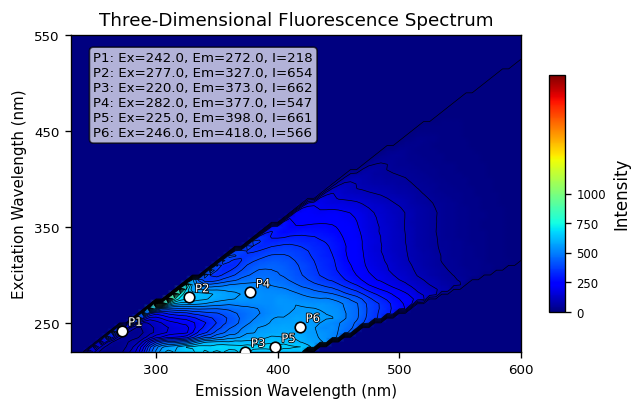 Three-Dimensional Fluorescence Spectrum
550
450
350
250
Excitation Wavelength (nm)
P1: Ex=242.0, Em=272.0, I=218
P2: Ex=277.0, Em=327.0, I=654
P3: Ex=220.0, Em=373.0, I=662
P4: Ex=282.0, Em=377.0, I=547
P5: Ex=225.0, Em=398.0, I=661
P6: Ex=246.0, Em=418.0, I=566
P2
P4
P1
P6
P3
P5
300
400
500
600
Emission Wavelength (nm)
1000
750
500
250
0
Intensity